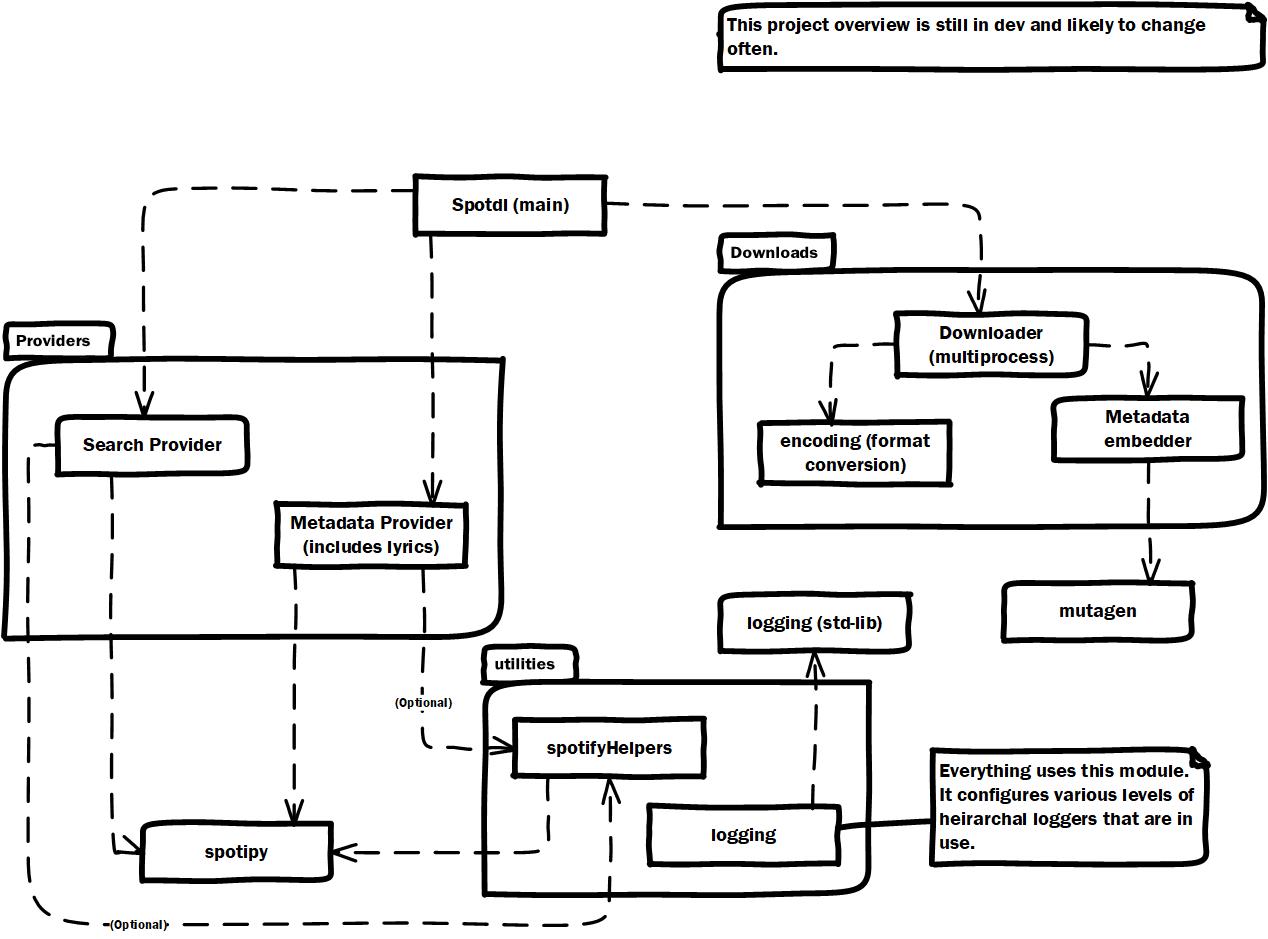 This project overview is still in dev and likely to change
often.
Spotdl (main)
Downloads
Downloader
(multiprocess)
Providers
Metadata
embedder
encoding (format
conversion)
Search Provider
Metadata Provider
(includes lyrics)
mutagen
logging (std-lib)
utilities
(Optional)
spotifyHelpers
Everything uses this module.
It configures various levels of
heirarchal loggers that are in
use.
logging
spotipy
(Optional)